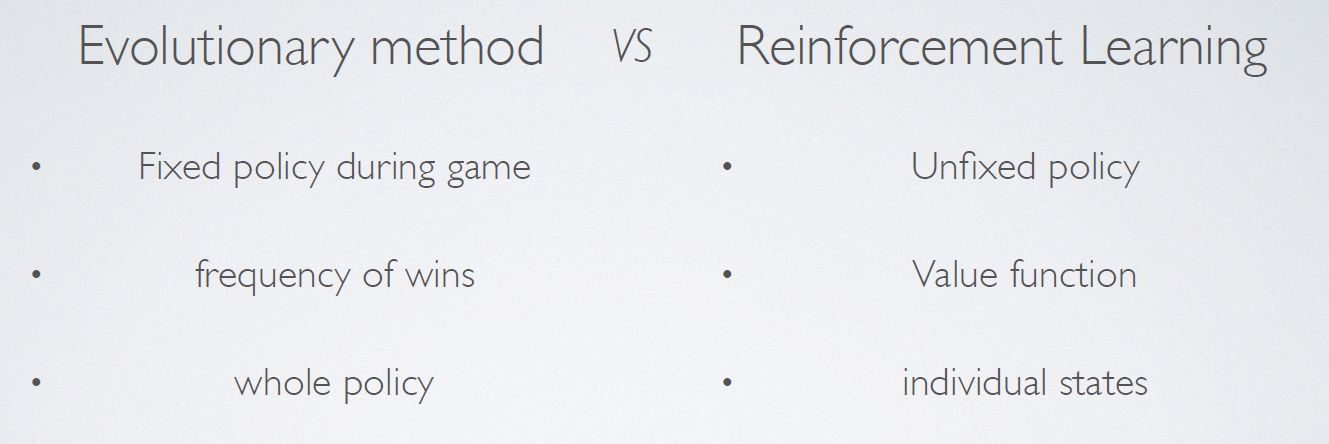 Evolutionary method VS Reinforcement Learning
• Fixed policy during game • Unfixed policy
• frequency of wins • Value function
• whole policy • individual states